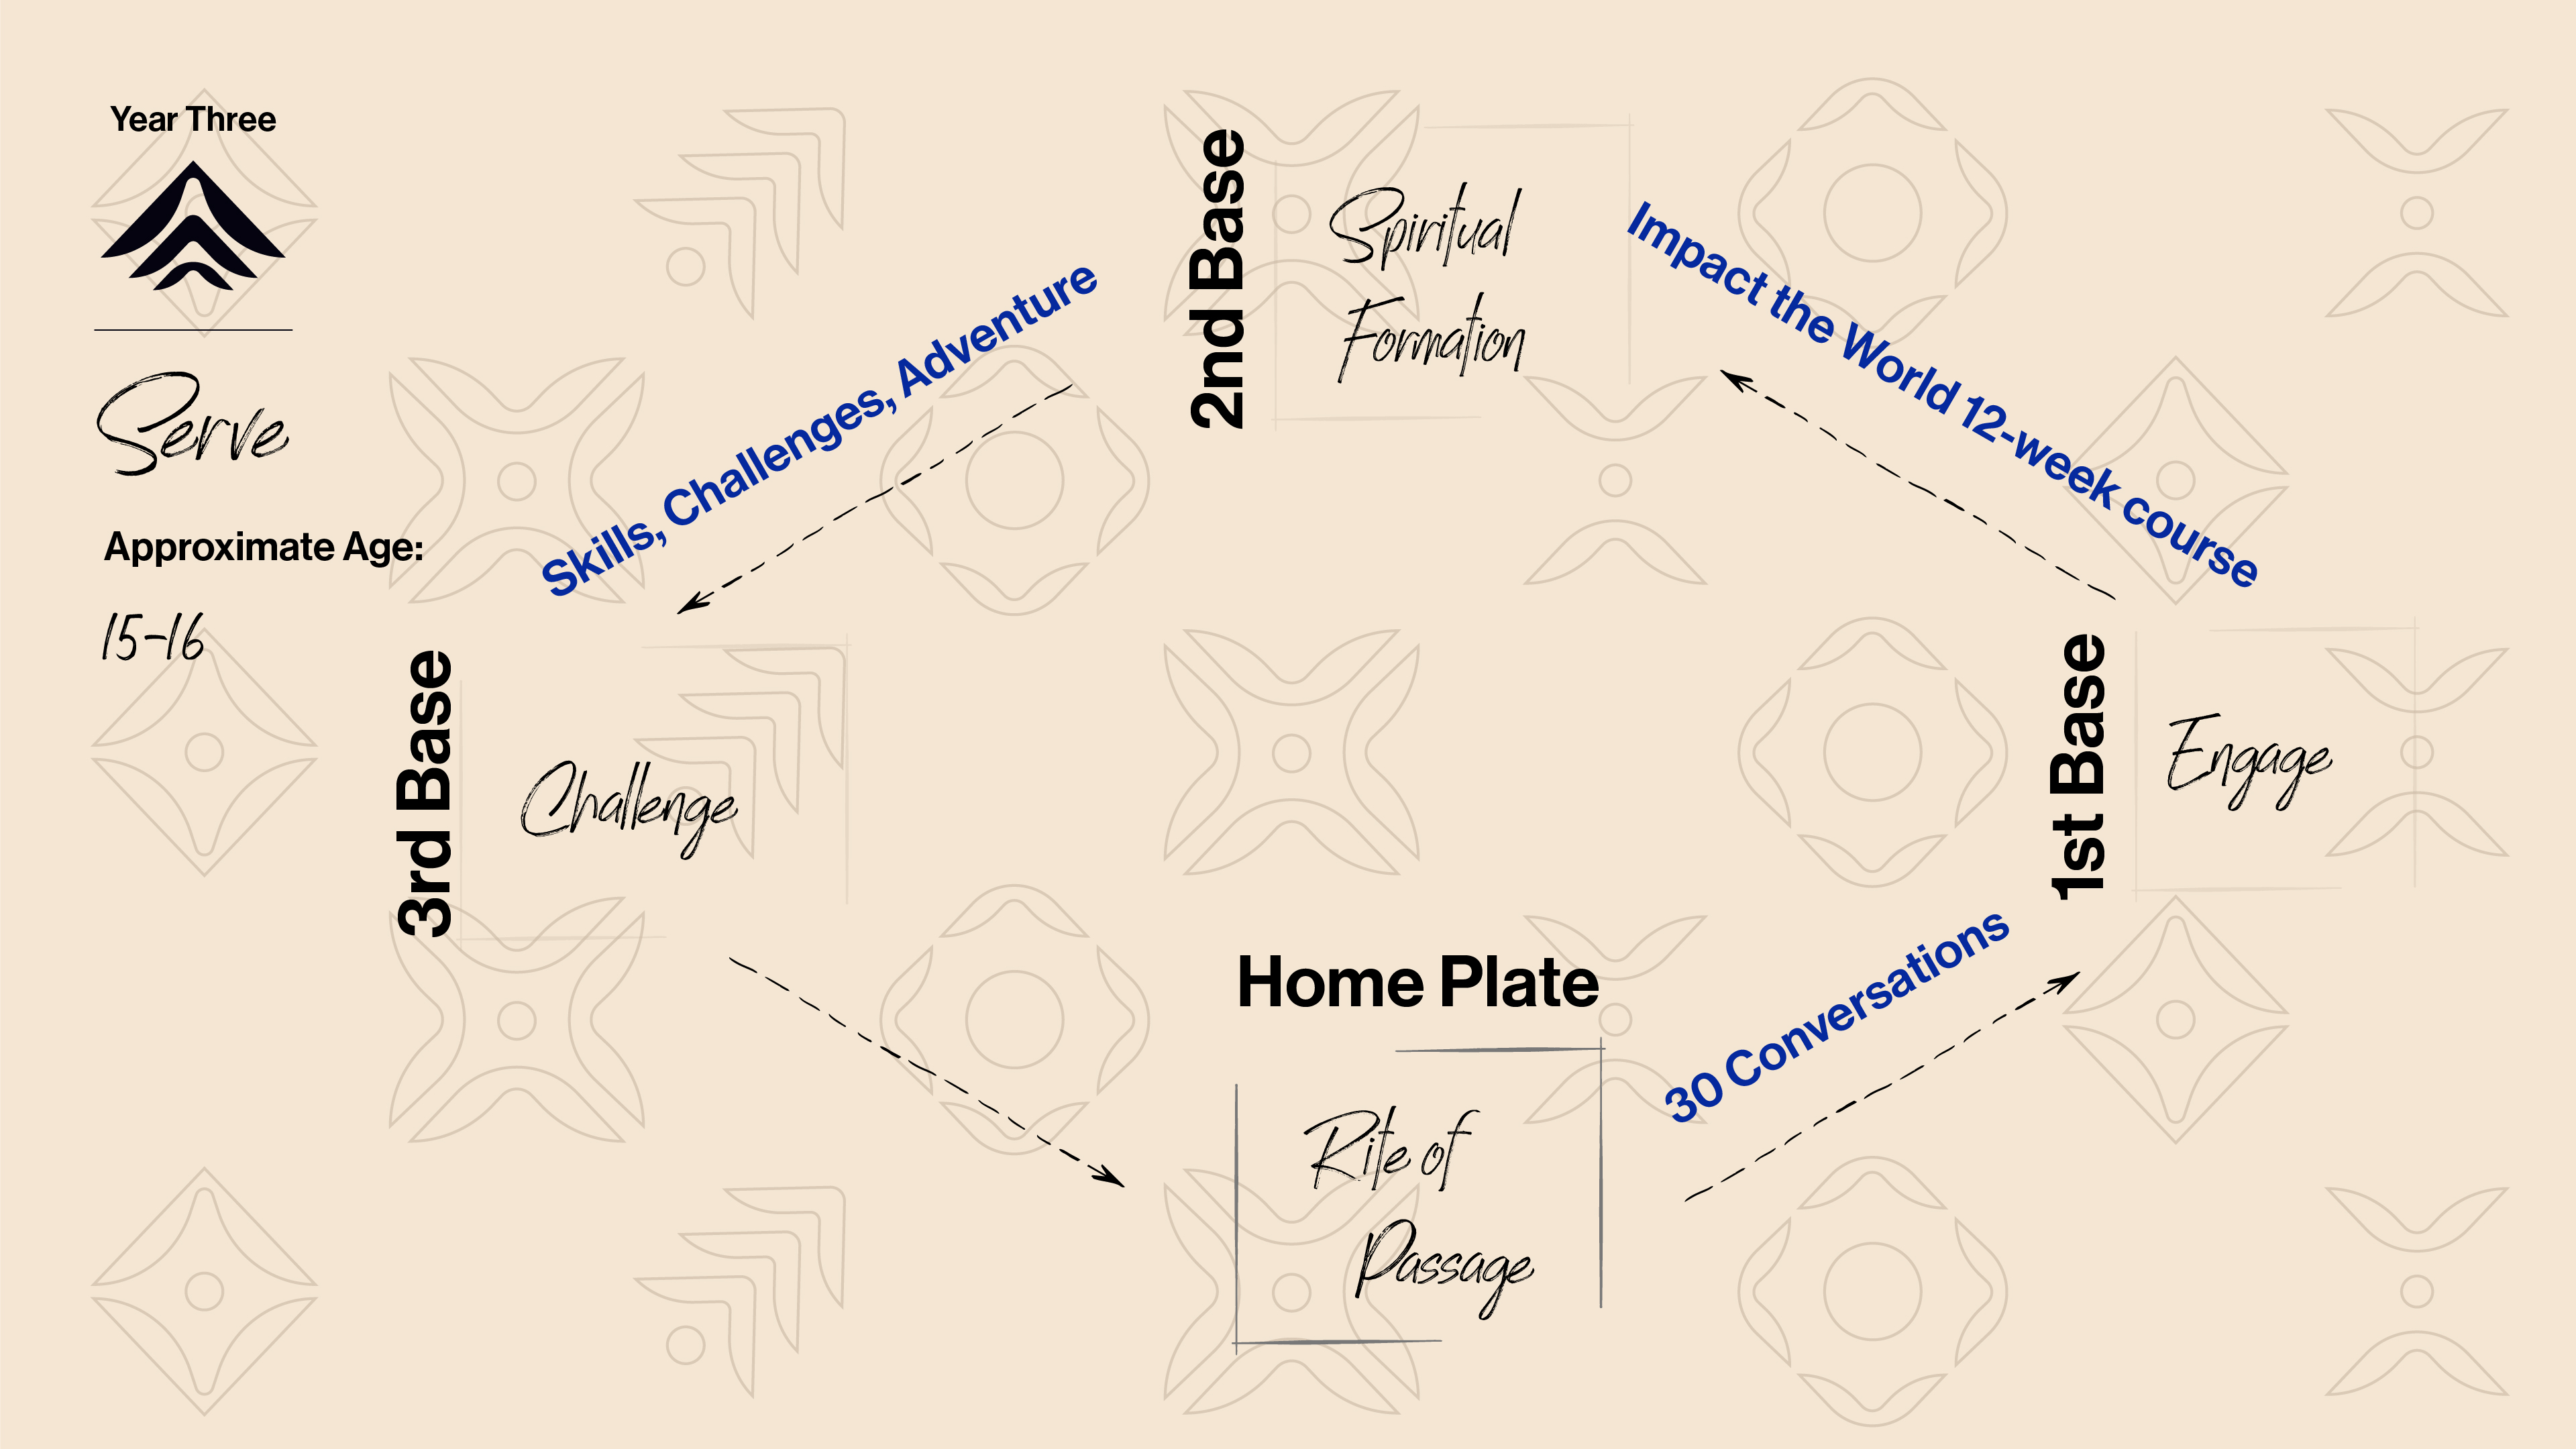 Year Three
Serve
Approximate Age:
15-16
2nd Base
Spiritual
Formation
Impact the World 12-week course
Skills, Challenges, Adventure
3rd Base
Challenge
1st Base
Engage
Home Plate
Rite of
Passage
30 Conversations